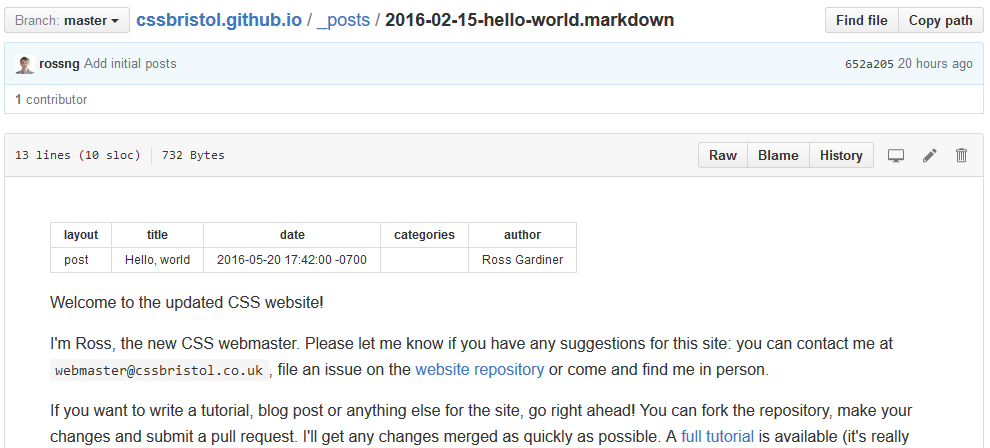 Branch: master cssbristol.github.io / _posts / 2016-02-15-hello-world.markdown Find file Copy path
rossng Add initial posts 652a205 20 hours ago
1 contributor
13 lines (10 sloc) 732 Bytes Raw Blame History
layout title date categories author
post Hello, world 2016-05-20 17:42:00 -0700 Ross Gardiner
Welcome to the updated CSS website!
I'm Ross, the new CSS webmaster. Please let me know if you have any suggestions for this site: you can contact me at
webmaster@cssbristol.co.uk , file an issue on the website repository or come and find me in person.
If you want to write a tutorial, blog post or anything else for the site, go right ahead! You can fork the repository, make your
changes and submit a pull request. I'll get any changes merged as quickly as possible. A full tutorial is available (it's really